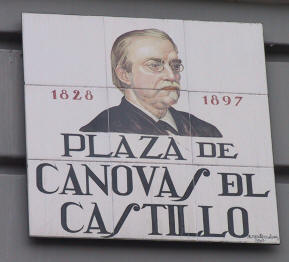 1828 1897
PLAZA DE
CANOVAS DEL
CASTILLO